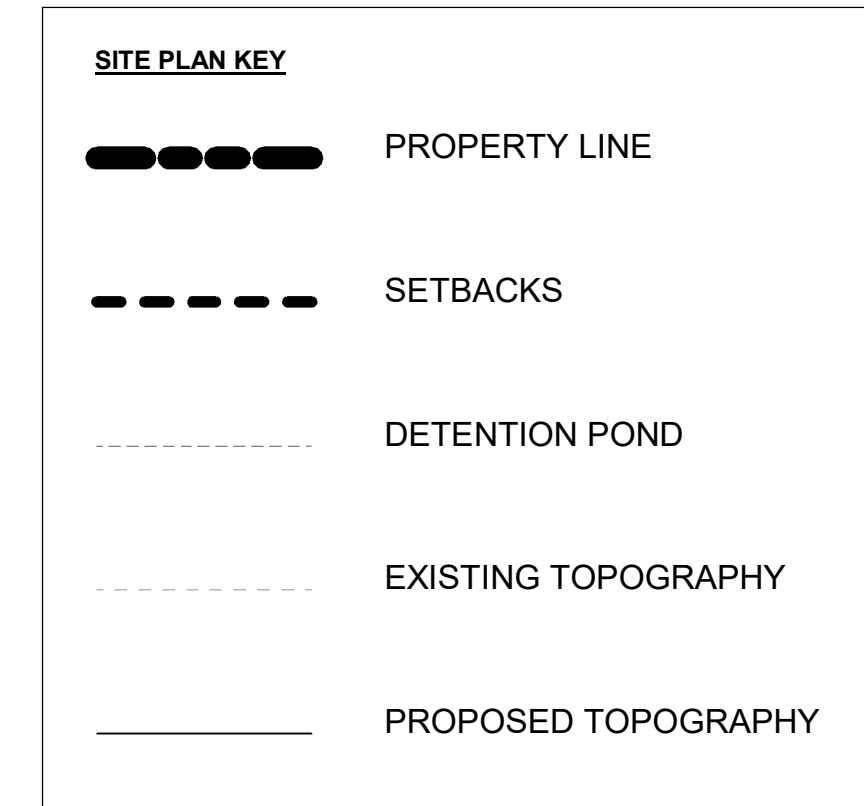 SITE PLAN KEY
PROPERTY LINE
SETBACKS
DETENTION POND
EXISTING TOPOGRAPHY
PROPOSED TOPOGRAPHY